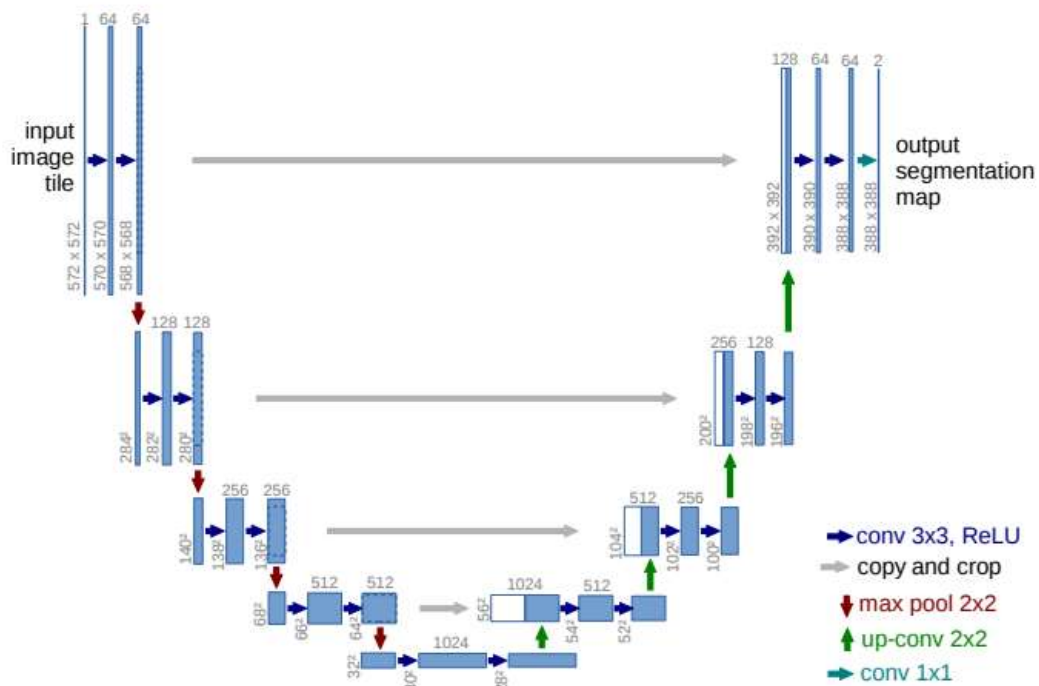 1 64 64
128 64 64 2
input
image
tile
output
segmentation
map
572 x 572
570 x 570
568 x 568
392 x 392
390 x 390
388 x 388
388 x 388
128 128
256 128
284²
282²
280²
200²
198²
196²
256 256
512 256
140²
138²
136²
104²
102²
100²
512 512
1024 512
68²
66²
64²
56²
54²
52²
1024
32²
conv 3x3, ReLU
copy and crop
max pool 2x2
up-conv 2x2
conv 1x1